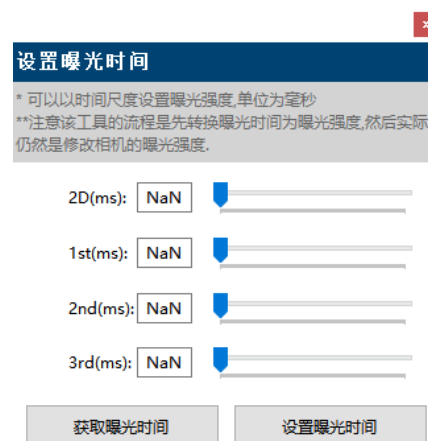 设置曝光时间
* 可以以时间尺度设置曝光强度,单位为毫秒
**注意该工具的流程是先转换曝光时间为曝光强度,然后实际
仍然是修改相机的曝光强度.
2D(ms): NaN
1st(ms): NaN
2nd(ms): NaN
3rd(ms): NaN
获取曝光时间 设置曝光时间